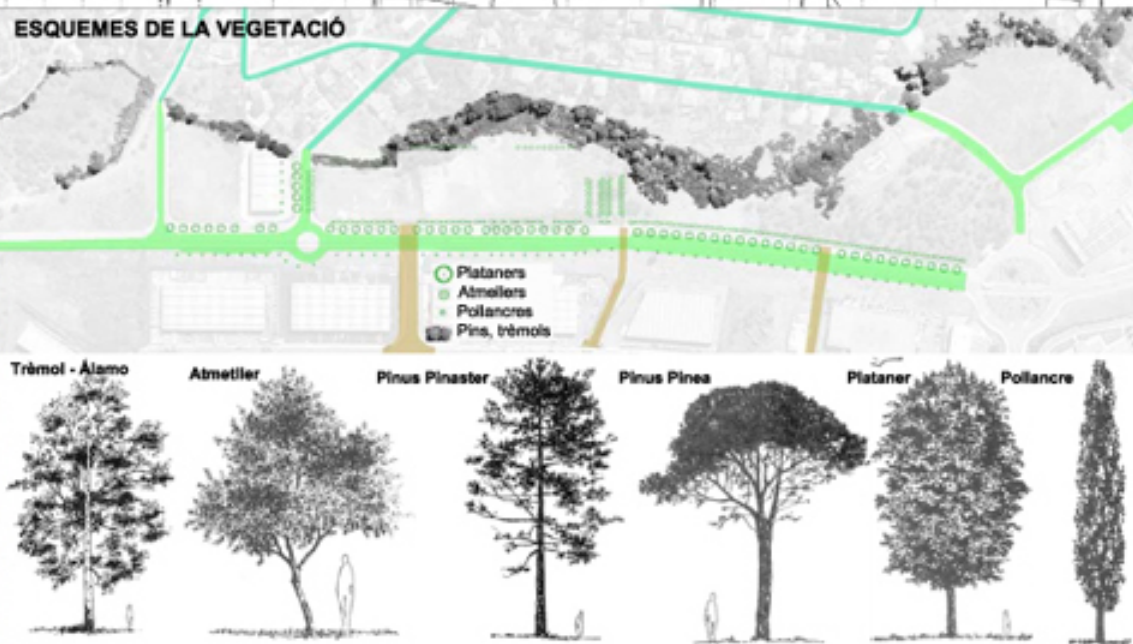 ESQUEMES DE LA VEGETACIÓ
Plataners
Atmellers
Pollancres
Pins, trèmols
Trèmol - Álamo
Atmetller
Pinus Pinaster
Pinus Pinea
Plataner
Pollancre